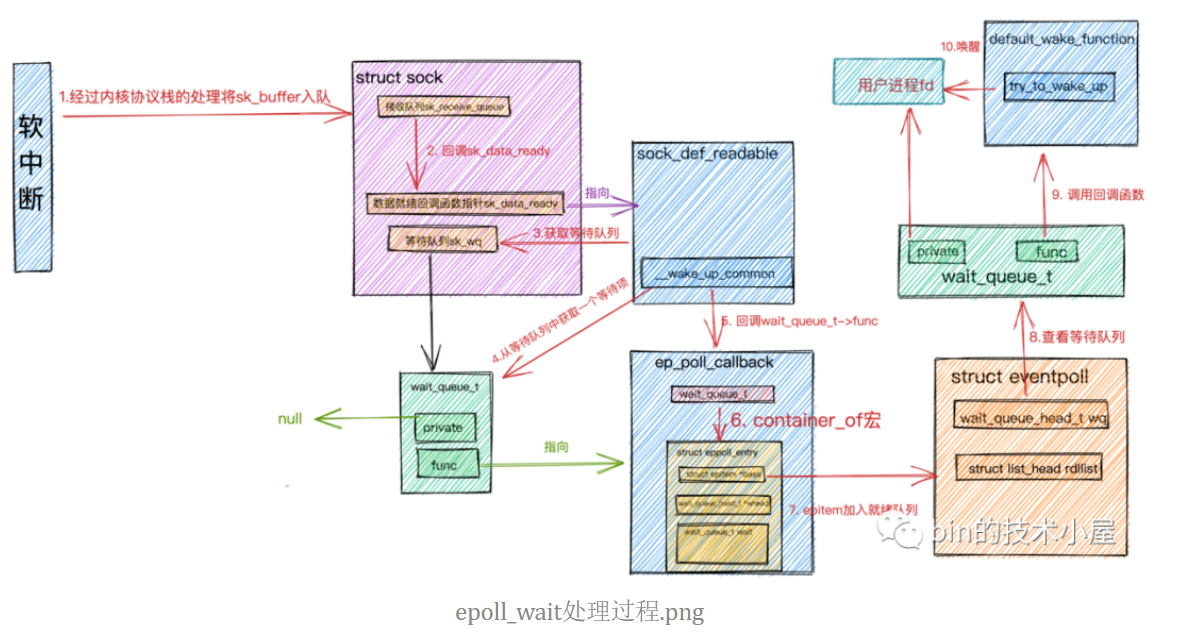 软中断
1.经过内核协议栈的处理将sk_buffer入队
struct sock
接收队列sk_receive_queue
2. 回调sk_data_ready
数据就绪回调函数指针sk_data_ready
等待队列sk_wq
指向
3.获取等待队列
sock_def_readable
__wake_up_common
4.从等待队列中获取一个等待项
5. 回调wait_queue_t->func
wait_queue_t
private
func
null
指向
ep_poll_callback
wait_queue_t
6. container_of宏
struct eppoll_entry
struct epitem *base
wait_queue_head_t *whead
wait_queue_t wait
7. epitem加入就绪队列
struct eventpoll
wait_queue_head_t wq
struct list_head rdllist
8.查看等待队列
private
func
wait_queue_t
9. 调用回调函数
default_wake_function
try_to_wake_up
10.唤醒
用户进程fd
bin的技术小屋
epoll_wait处理过程.png